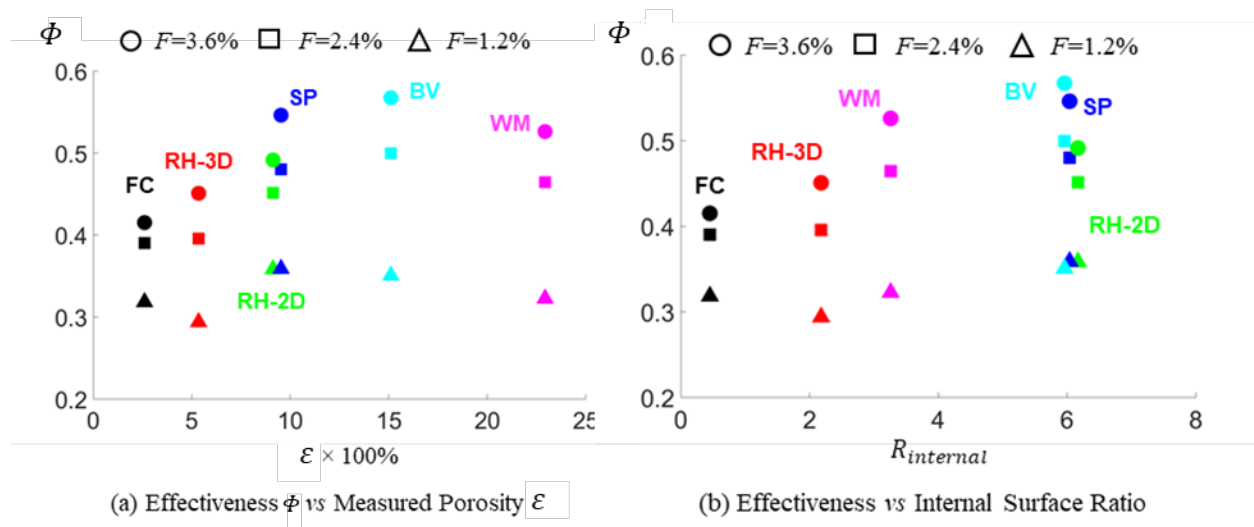 Φ ○ F=3.6% □ F=2.4% △ F=1.2%
0.6
0.5
0.4
0.3
0.2
0 5 10 15 20 25
FC
RH-3D
SP
BV
WM
RH-2D
ε × 100%
(a) Effectiveness Φ vs Measured Porosity ε
Φ ○ F=3.6% □ F=2.4% △ F=1.2%
0.6
0.5
0.4
0.3
0.2
0 2 4 6 8
FC
RH-3D
WM
BV
SP
RH-2D
R_internal
(b) Effectiveness vs Internal Surface Ratio